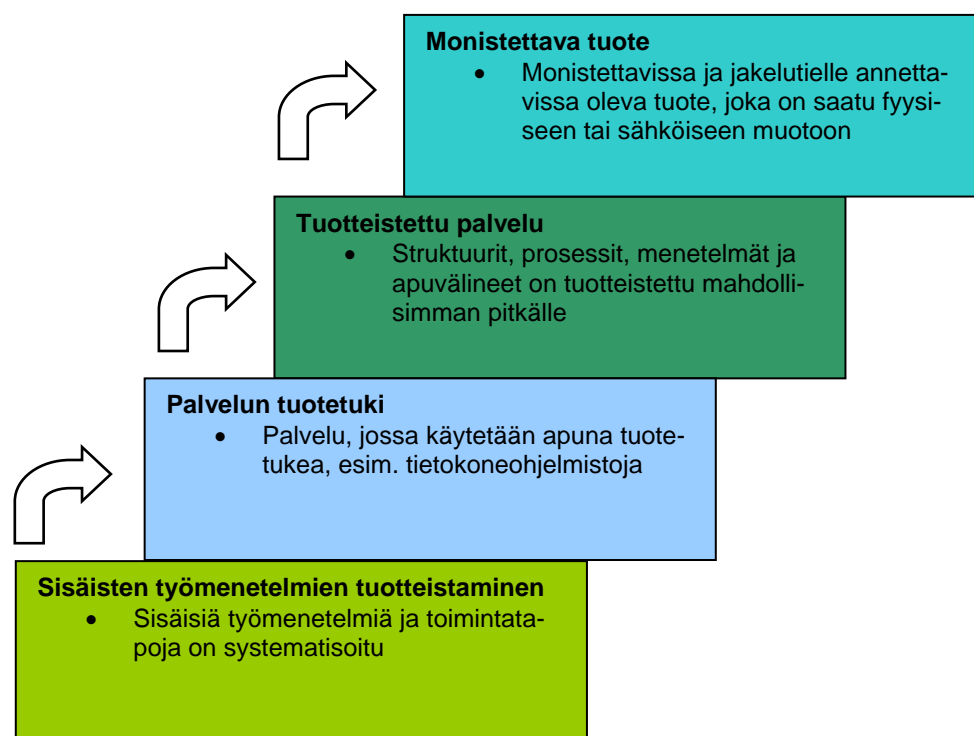 Monistettava tuote
• Monistettavissa ja jakelutielle annetta-
vissa oleva tuote, joka on saatu fyysi-
seen tai sähköiseen muotoon
Tuotteistettu palvelu
• Struktuurit, prosessit, menetelmät ja
apuvälineet on tuotteistettu mahdolli-
simman pitkälle
Palvelun tuotetuki
• Palvelu, jossa käytetään apuna tuote-
tukea, esim. tietokoneohjelmistoja
Sisäisten työmenetelmien tuotteistaminen
• Sisäisiä työmenetelmiä ja toimintata-
poja on systematisoitu